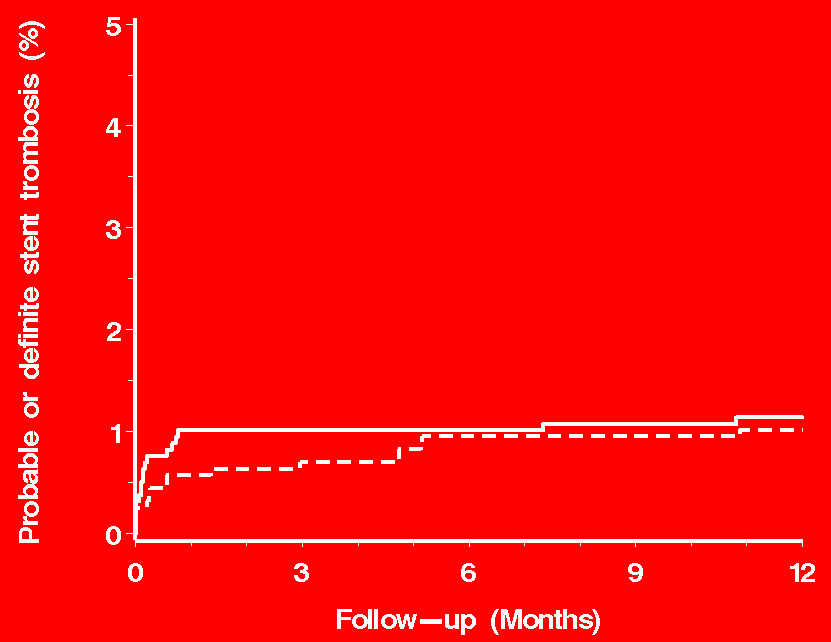 Probable or definite stent trombosis (%)
5
4
3
2
1
0
0 3 6 9 12
Follow–up (Months)